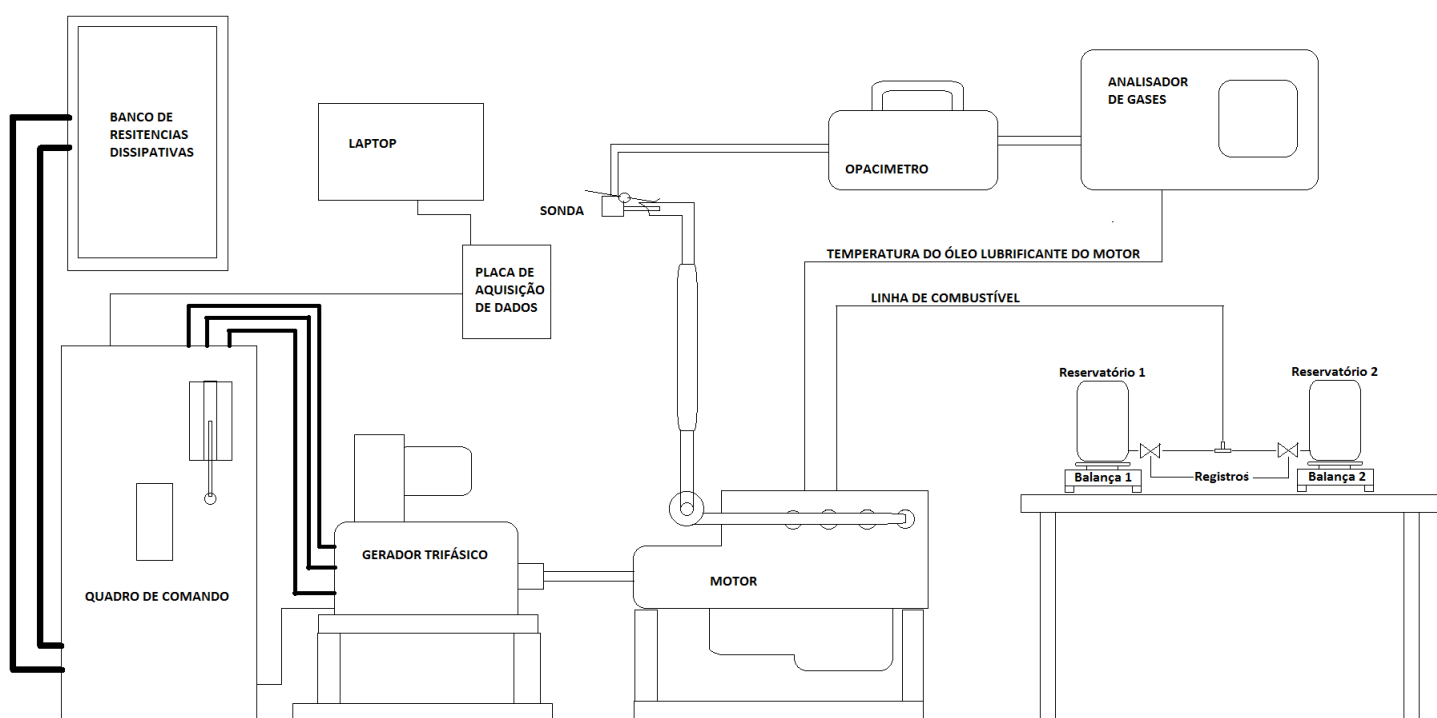 BANCO DE
RESITENCIAS
DISSIPATIVAS
LAPTOP
ANALISADOR
DE GASES
OPACIMETRO
SONDA
PLACA DE
AQUISIÇÃO
DE DADOS
TEMPERATURA DO ÓLEO LUBRIFICANTE DO MOTOR
LINHA DE COMBUSTÍVEL
Reservatório 1
Reservatório 2
Balança 1
Registros
Balança 2
GERADOR TRIFÁSICO
MOTOR
QUADRO DE COMANDO